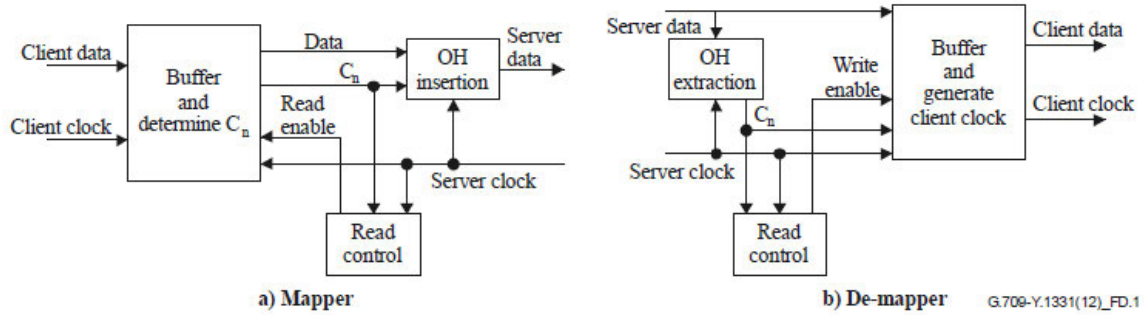 Client data
Client clock
Buffer
and
determine Cn
Data
Cn
Read
enable
OH
insertion
Server
data
Server clock
Read
control
a) Mapper
Server data
OH
extraction
Cn
Write
enable
Server clock
Read
control
Buffer
and
generate
client clock
Client data
Client clock
b) De-mapper
G.709-Y.1331(12)_FD.1